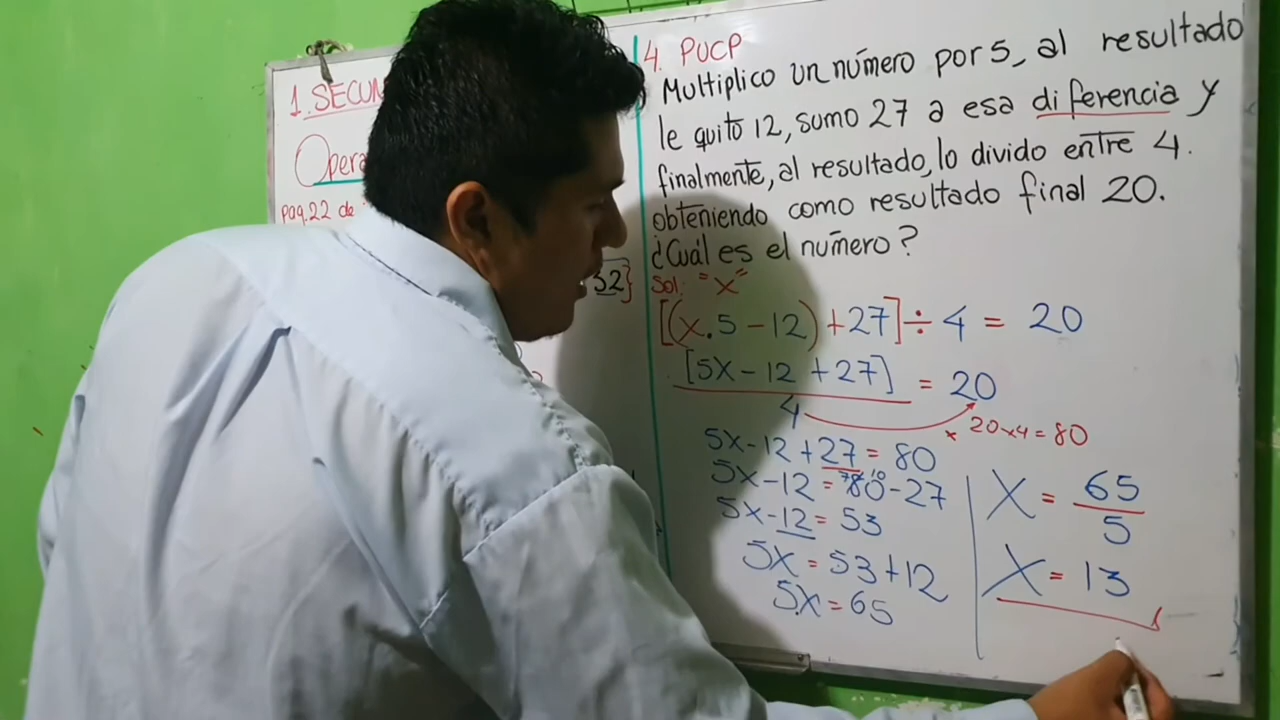 1. SECUN
Opera
pag. 22 de
52}
4. PUCP
Multiplico un número por 5, al resultado
le quito 12, sumo 27 a esa diferencia y
finalmente, al resultado, lo divido entre 4.
obteniendo como resultado final 20.
¿Cuál es el número?
Sol: "x"
[(x.5-12)+27]÷4=20
[5x-12+27] = 20
4
x 20x4=80
5x-12+27=80
5x-12=80-27
5x-12=53
5x=53+12
5x=65
X = 65
5
X = 13